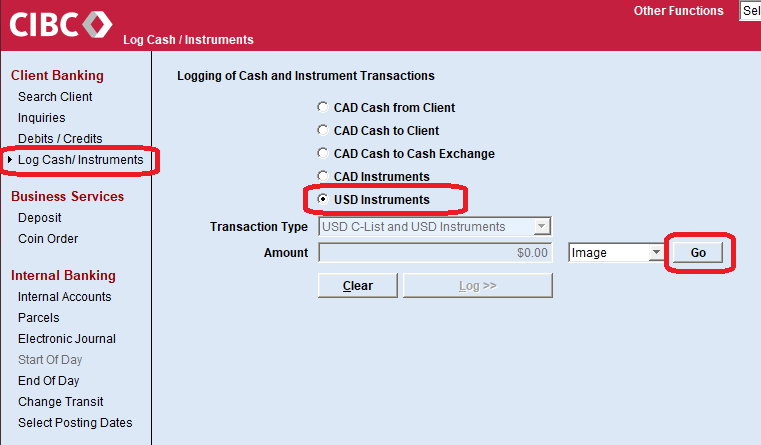 CIBC
Other Functions
Sel
Log Cash / Instruments
Client Banking
Search Client
Inquiries
Debits / Credits
Log Cash/ Instruments
Business Services
Deposit
Coin Order
Internal Banking
Internal Accounts
Parcels
Electronic Journal
Start Of Day
End Of Day
Change Transit
Select Posting Dates
Logging of Cash and Instrument Transactions
CAD Cash from Client
CAD Cash to Client
CAD Cash to Cash Exchange
CAD Instruments
USD Instruments
Transaction Type USD C-List and USD Instruments
Amount $0.00 Image Go
Clear Log >>